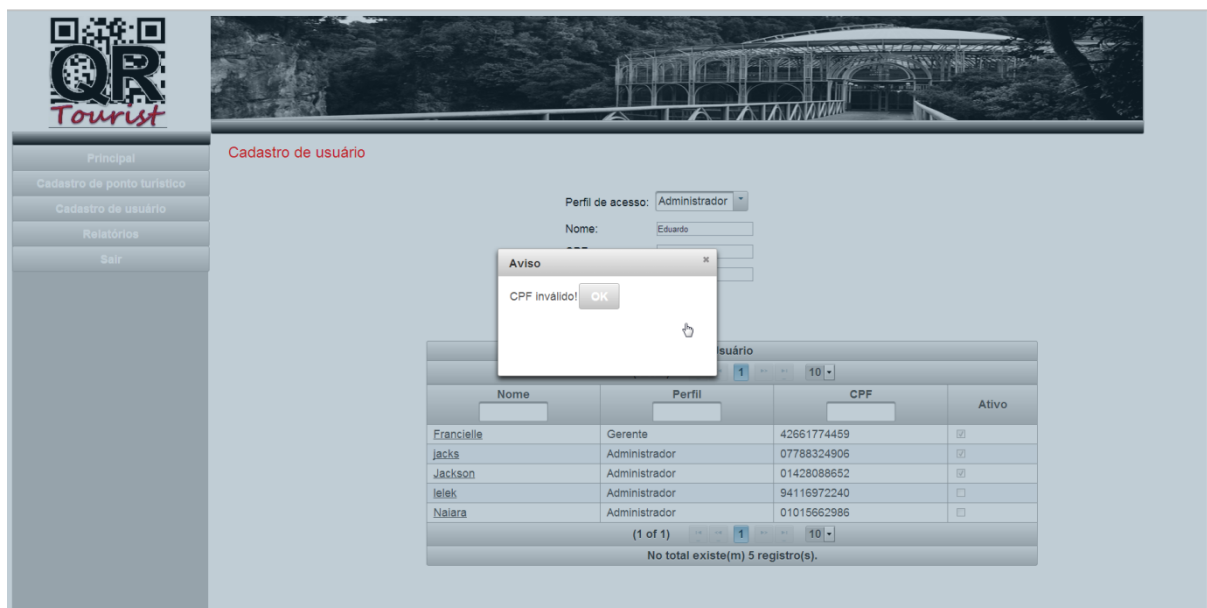 QR
Tourist
Principal
Cadastro de ponto turístico
Cadastro de usuário
Relatórios
Sair
Cadastro de usuário
Perfil de acesso: Administrador
Nome: Eduardo
Aviso
CPF inválido! OK
1 10
Nome Perfil CPF Ativo
Francielle Gerente 42661774459
jacks Administrador 07788324906
Jackson Administrador 01428088652
lelek Administrador 94116972240
Naiara Administrador 01015662986
(1 of 1) 1 10
No total existe(m) 5 registro(s).